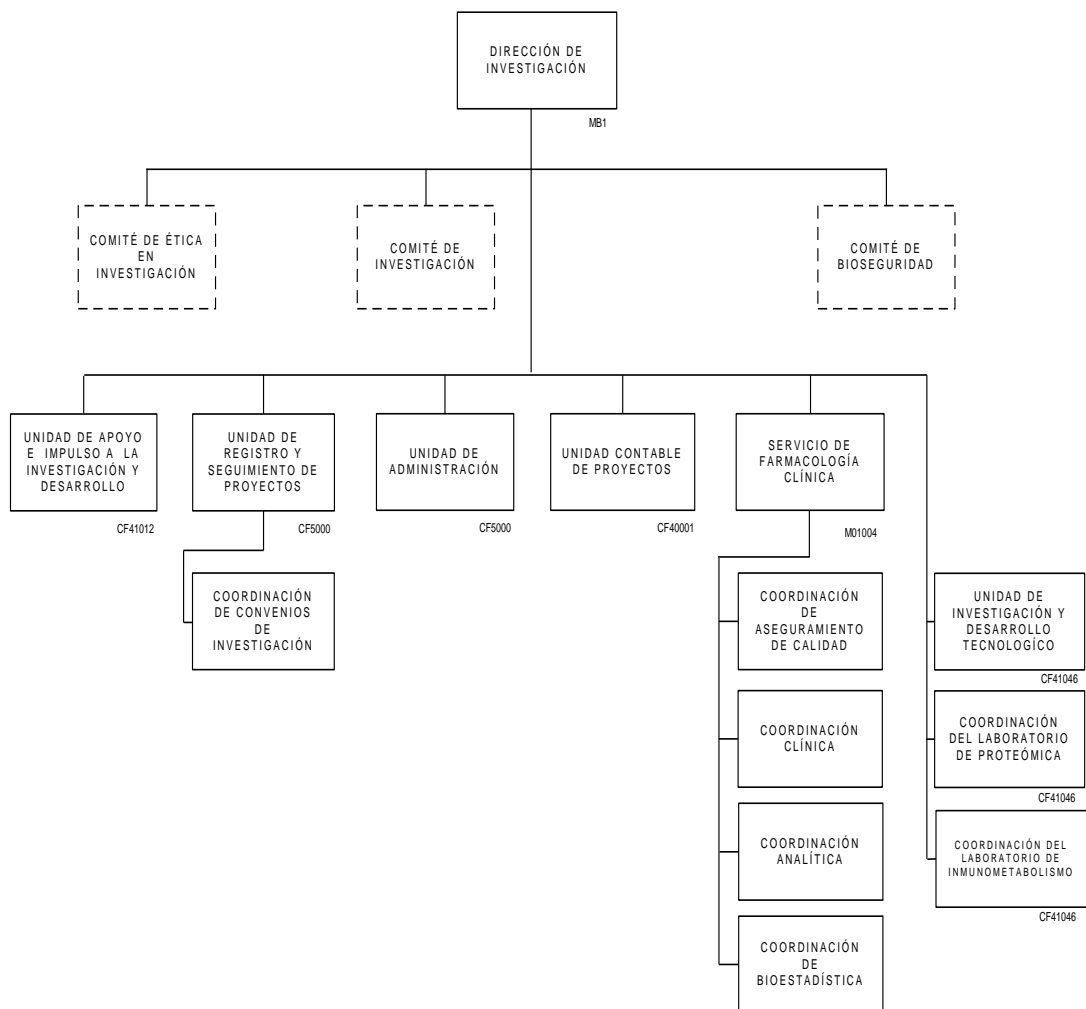 DIRECCIÓN DE
INVESTIGACIÓN
MB1
COMITÉ DE ÉTICA
EN
INVESTIGACIÓN
COMITÉ DE
INVESTIGACIÓN
COMITÉ DE
BIOSEGURIDAD
UNIDAD DE APOYO
E IMPULSO A LA
INVESTIGACIÓN Y
DESARROLLO
CF41012
UNIDAD DE
REGISTRO Y
SEGUIMIENTO DE
PROYECTOS
CF5000
UNIDAD DE
ADMINISTRACIÓN
CF5000
UNIDAD CONTABLE
DE PROYECTOS
CF40001
SERVICIO DE
FARMACOLOGÍA
CLÍNICA
M01004
COORDINACIÓN
DE CONVENIOS
DE
INVESTIGACIÓN
COORDINACIÓN
DE
ASEGURAMIENTO
DE CALIDAD
UNIDAD DE
INVESTIGACIÓN Y
DESARROLLO
TECNOLOGÍCO
CF41046
COORDINACIÓN
CLÍNICA
COORDINACIÓN
DEL LABORATORIO
DE PROTEÓMICA
CF41046
COORDINACIÓN
ANALÍTICA
COORDINACIÓN DEL
LABORATORIO DE
INMUNOMETABOLISMO
CF41046
COORDINACIÓN
DE
BIOESTADÍSTICA